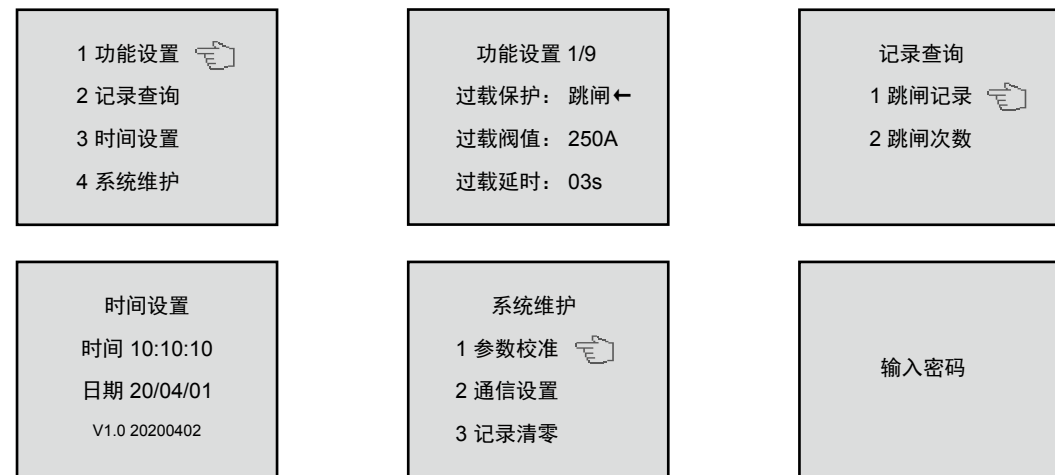 1 功能设置
2 记录查询
3 时间设置
4 系统维护
功能设置 1/9
过载保护： 跳闸←
过载阀值： 250A
过载延时： 03s
记录查询
1 跳闸记录
2 跳闸次数
时间设置
时间 10:10:10
日期 20/04/01
V1.0 20200402
系统维护
1 参数校准
2 通信设置
3 记录清零
输入密码